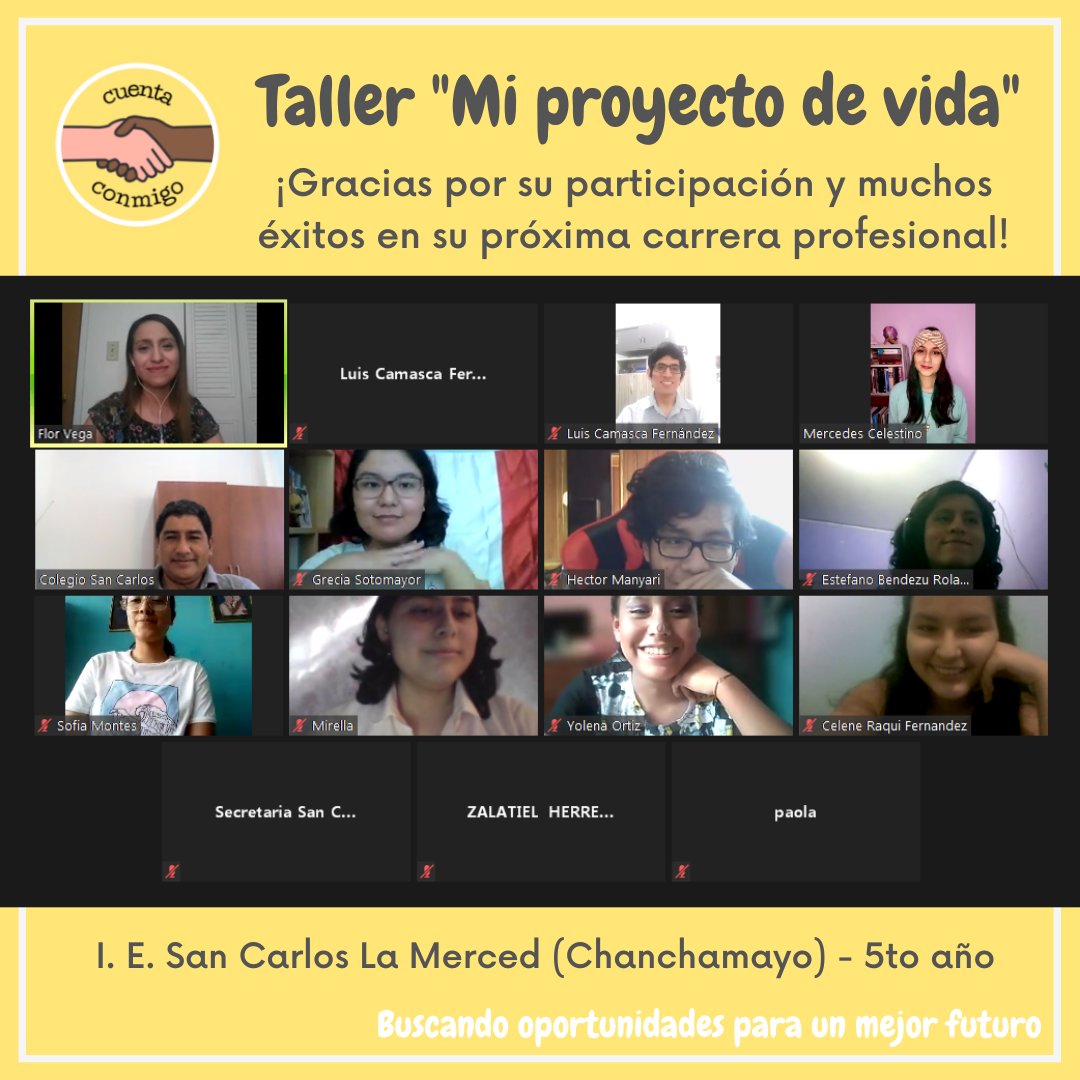 cuenta
conmigo
Taller "Mi proyecto de vida"
¡Gracias por su participación y muchos
éxitos en su próxima carrera profesional!
Flor Vega
Luis Camasca Fer...
Luis Camasca Fernández
Mercedes Celestino
Colegio San Carlos
Grecia Sotomayor
Hector Manyari
Estefano Bendezu Rola...
Sofia Montes
Mirella
Yolena Ortiz
Celene Raqui Fernandez
Secretaria San C...
ZALATIEL HERRE...
paola
I. E. San Carlos La Merced (Chanchamayo) - 5to año
Buscando oportunidades para un mejor futuro